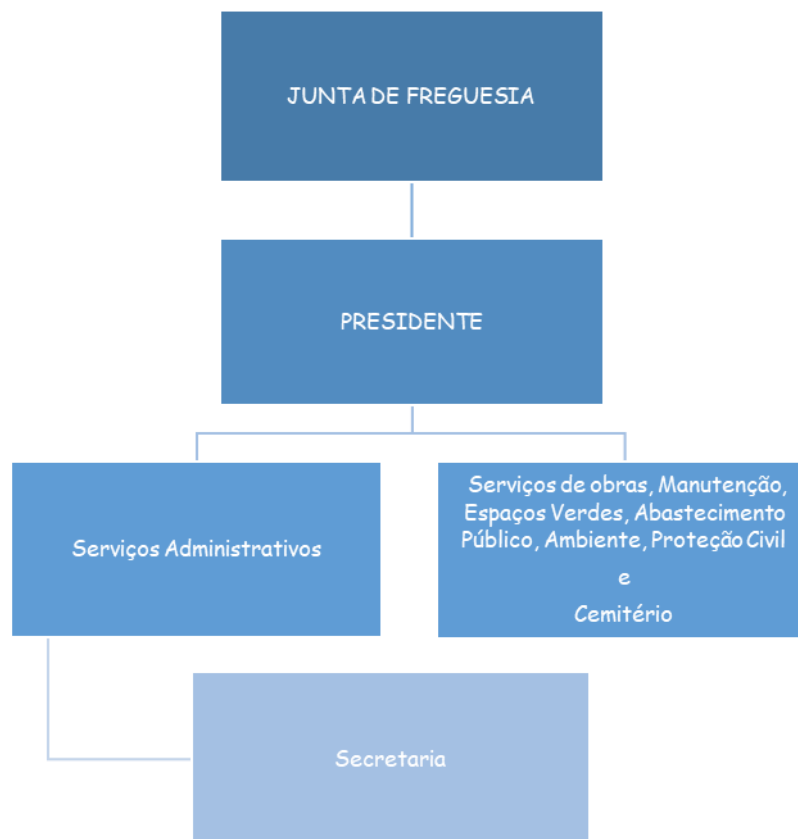 JUNTA DE FREGUESIA
PRESIDENTE
Serviços Administrativos
Serviços de obras, Manutenção,
Espaços Verdes, Abastecimento
Público, Ambiente, Proteção Civil
e
Cemitério
Secretaria